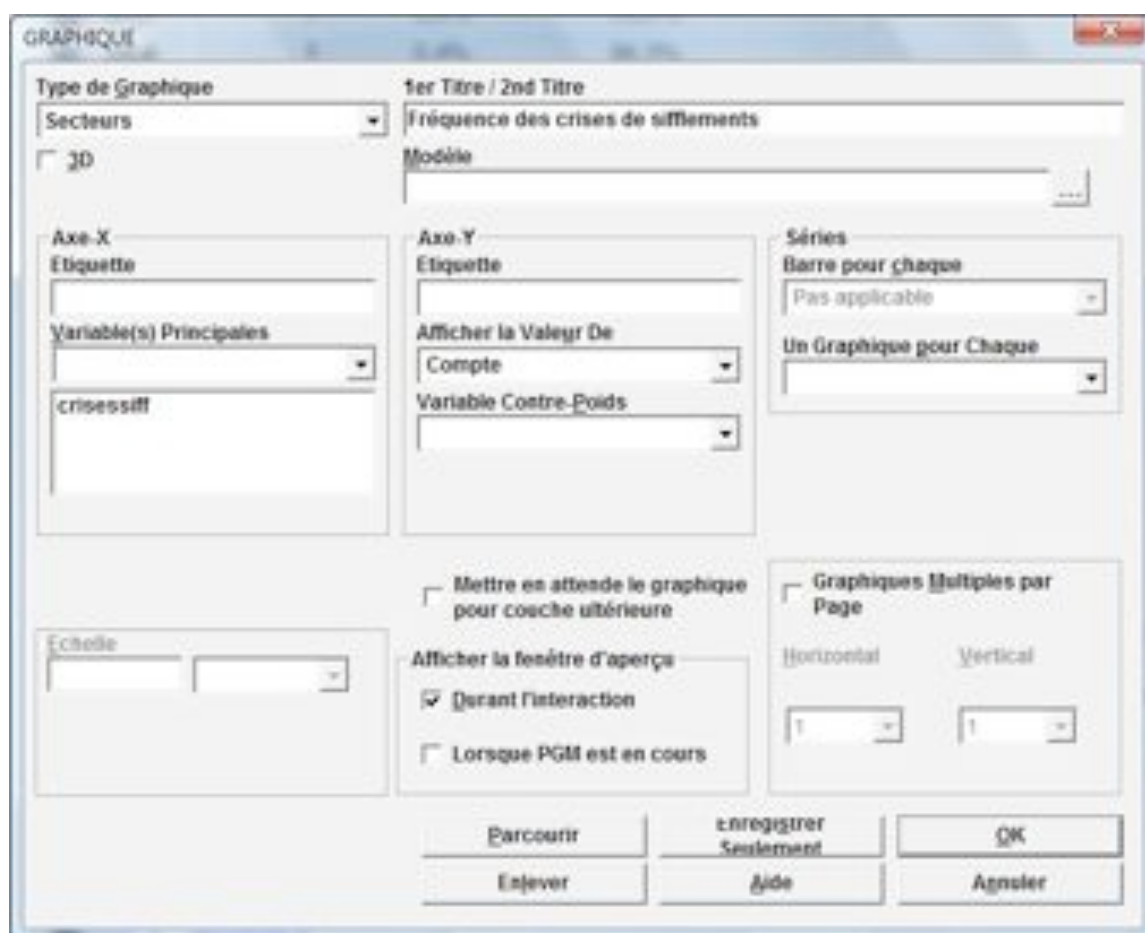 GRAPHIQUE
Type de Graphique
Secteurs
3D
1er Titre / 2nd Titre
Fréquence des crises de sifflements
Modèle
...
Axe-X
Etiquette
Variable(s) Principales
crisessiff
Axe-Y
Etiquette
Afficher la Valeur De
Compte
Variable Contre-Poids
Séries
Barre pour chaque
Pas applicable
Un Graphique pour Chaque
Mettre en attende le graphique
pour couche ultérieure
Graphiques Multiples par
Page
Echelle
Afficher la fenêtre d'aperçu
Durant l'interaction
Lorsque PGM est en cours
Horizontal
Vertical
1
1
Parcourir
Enregistrer
Seulement
OK
Enlever
Aide
Annuler